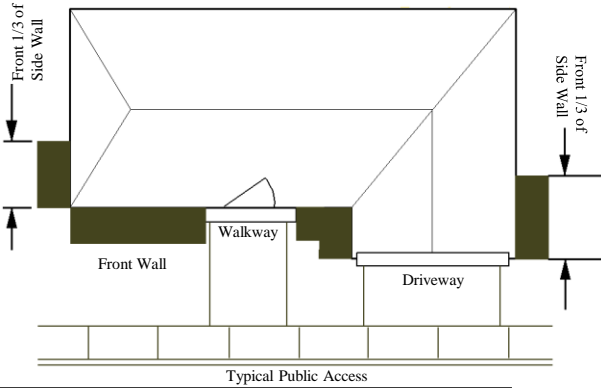 Front 1/3 of
Side Wall
Front 1/3 of
Side Wall
Walkway
Front Wall
Driveway
Typical Public Access